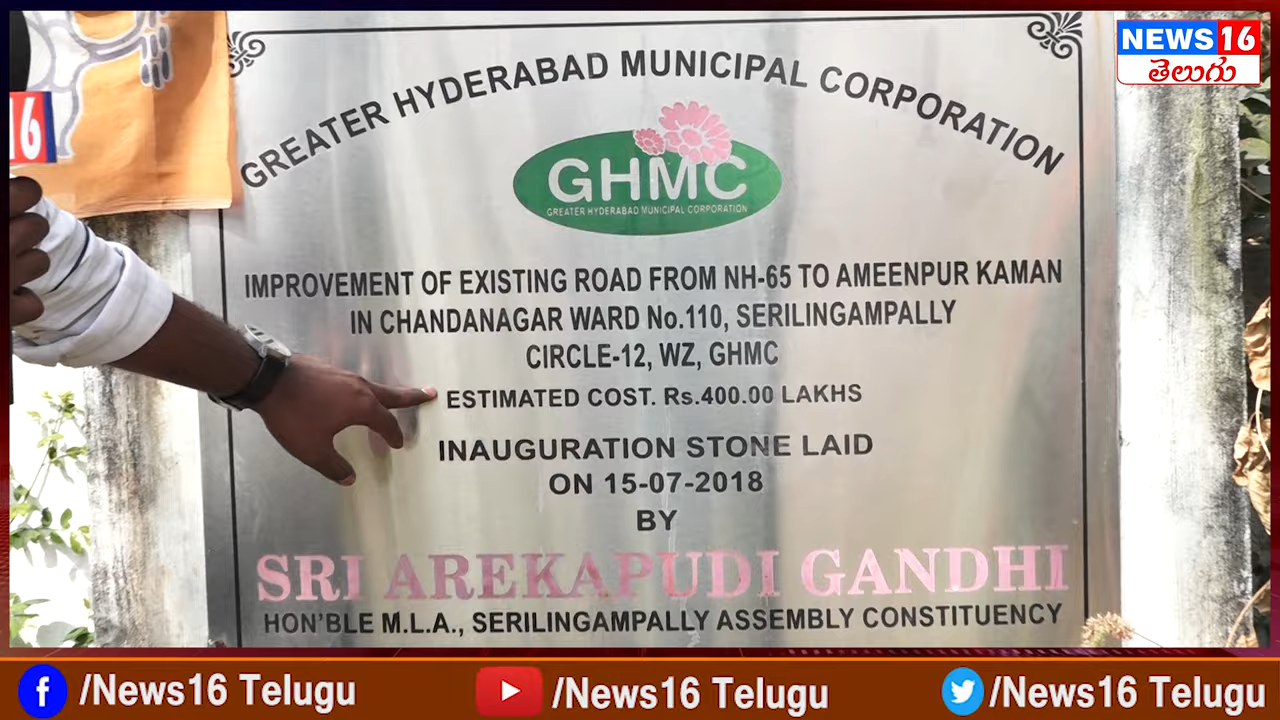 NEWS 16
తెలుగు
16
GREATER HYDERABAD MUNICIPAL CORPORATION
GHMC
GREATER HYDERABAD MUNICIPAL CORPORATION
IMPROVEMENT OF EXISTING ROAD FROM NH-65 TO AMEENPUR KAMAN
IN CHANDANAGAR WARD No.110, SERILINGAMPALLY
CIRCLE-12, WZ, GHMC
ESTIMATED COST. Rs.400.00 LAKHS
INAUGURATION STONE LAID
ON 15-07-2018
BY
SRI AREKAPUDI GANDHI
HON'BLE M.L.A., SERILINGAMPALLY ASSEMBLY CONSTITUENCY
/News16 Telugu
/News16 Telugu
/News16 Telugu